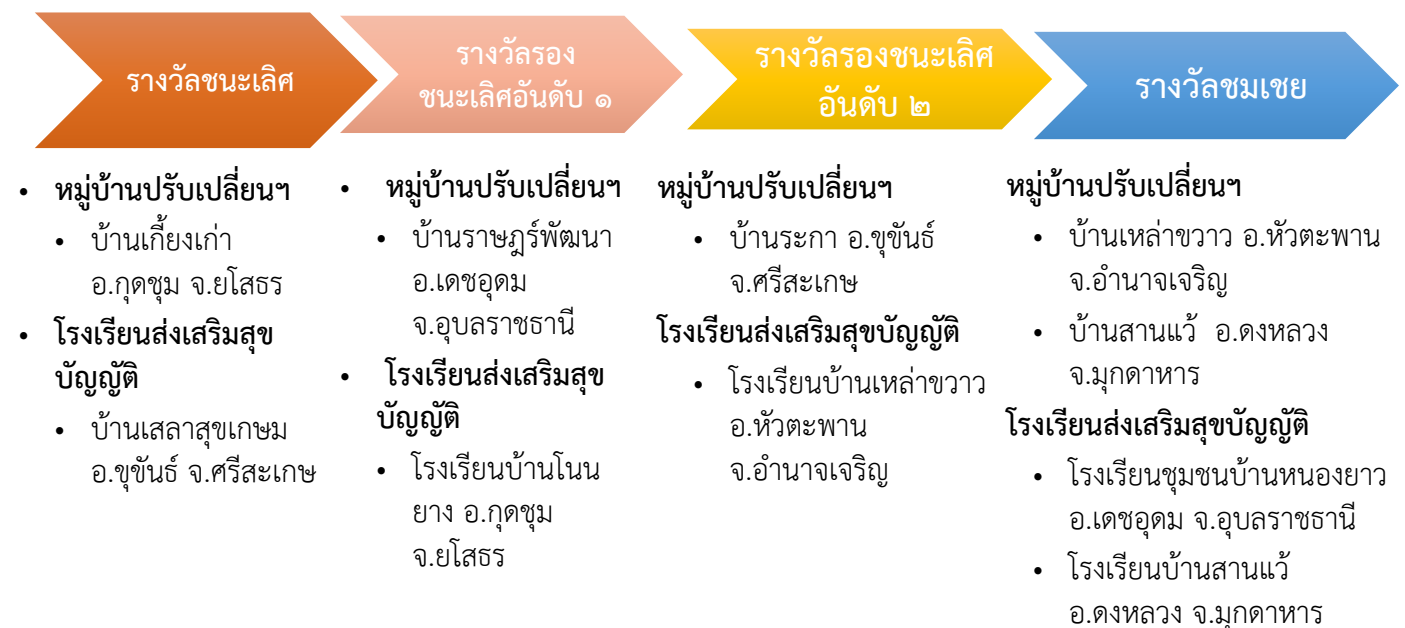 รางวัลชนะเลิศ
รางวัลรอง
ชนะเลิศอันดับ ๑
รางวัลรองชนะเลิศ
อันดับ ๒
รางวัลชมเชย
• หมู่บ้านปรับเปลี่ยนฯ
• บ้านเกี้ยงเก่า
อ.กุดชุม จ.ยโสธร
• โรงเรียนส่งเสริมสุข
บัญญัติ
• บ้านเสลาสุขเกษม
อ.ขุขันธ์ จ.ศรีสะเกษ
• หมู่บ้านปรับเปลี่ยนฯ
• บ้านราษฎร์พัฒนา
อ.เดชอุดม
จ.อุบลราชธานี
• โรงเรียนส่งเสริมสุข
บัญญัติ
• โรงเรียนบ้านโนน
ยาง อ.กุดชุม
จ.ยโสธร
หมู่บ้านปรับเปลี่ยนฯ
• บ้านระกา อ.ขุขันธ์
จ.ศรีสะเกษ
โรงเรียนส่งเสริมสุขบัญญัติ
• โรงเรียนบ้านเหล่าขวาว
อ.หัวตะพาน
จ.อำนาจเจริญ
หมู่บ้านปรับเปลี่ยนฯ
• บ้านเหล่าขวาว อ.หัวตะพาน
จ.อำนาจเจริญ
• บ้านสานแว้ อ.ดงหลวง
จ.มุกดาหาร
โรงเรียนส่งเสริมสุขบัญญัติ
• โรงเรียนชุมชนบ้านหนองยาว
อ.เดชอุดม จ.อุบลราชธานี
• โรงเรียนบ้านสานแว้
อ.ดงหลวง จ.มุกดาหาร